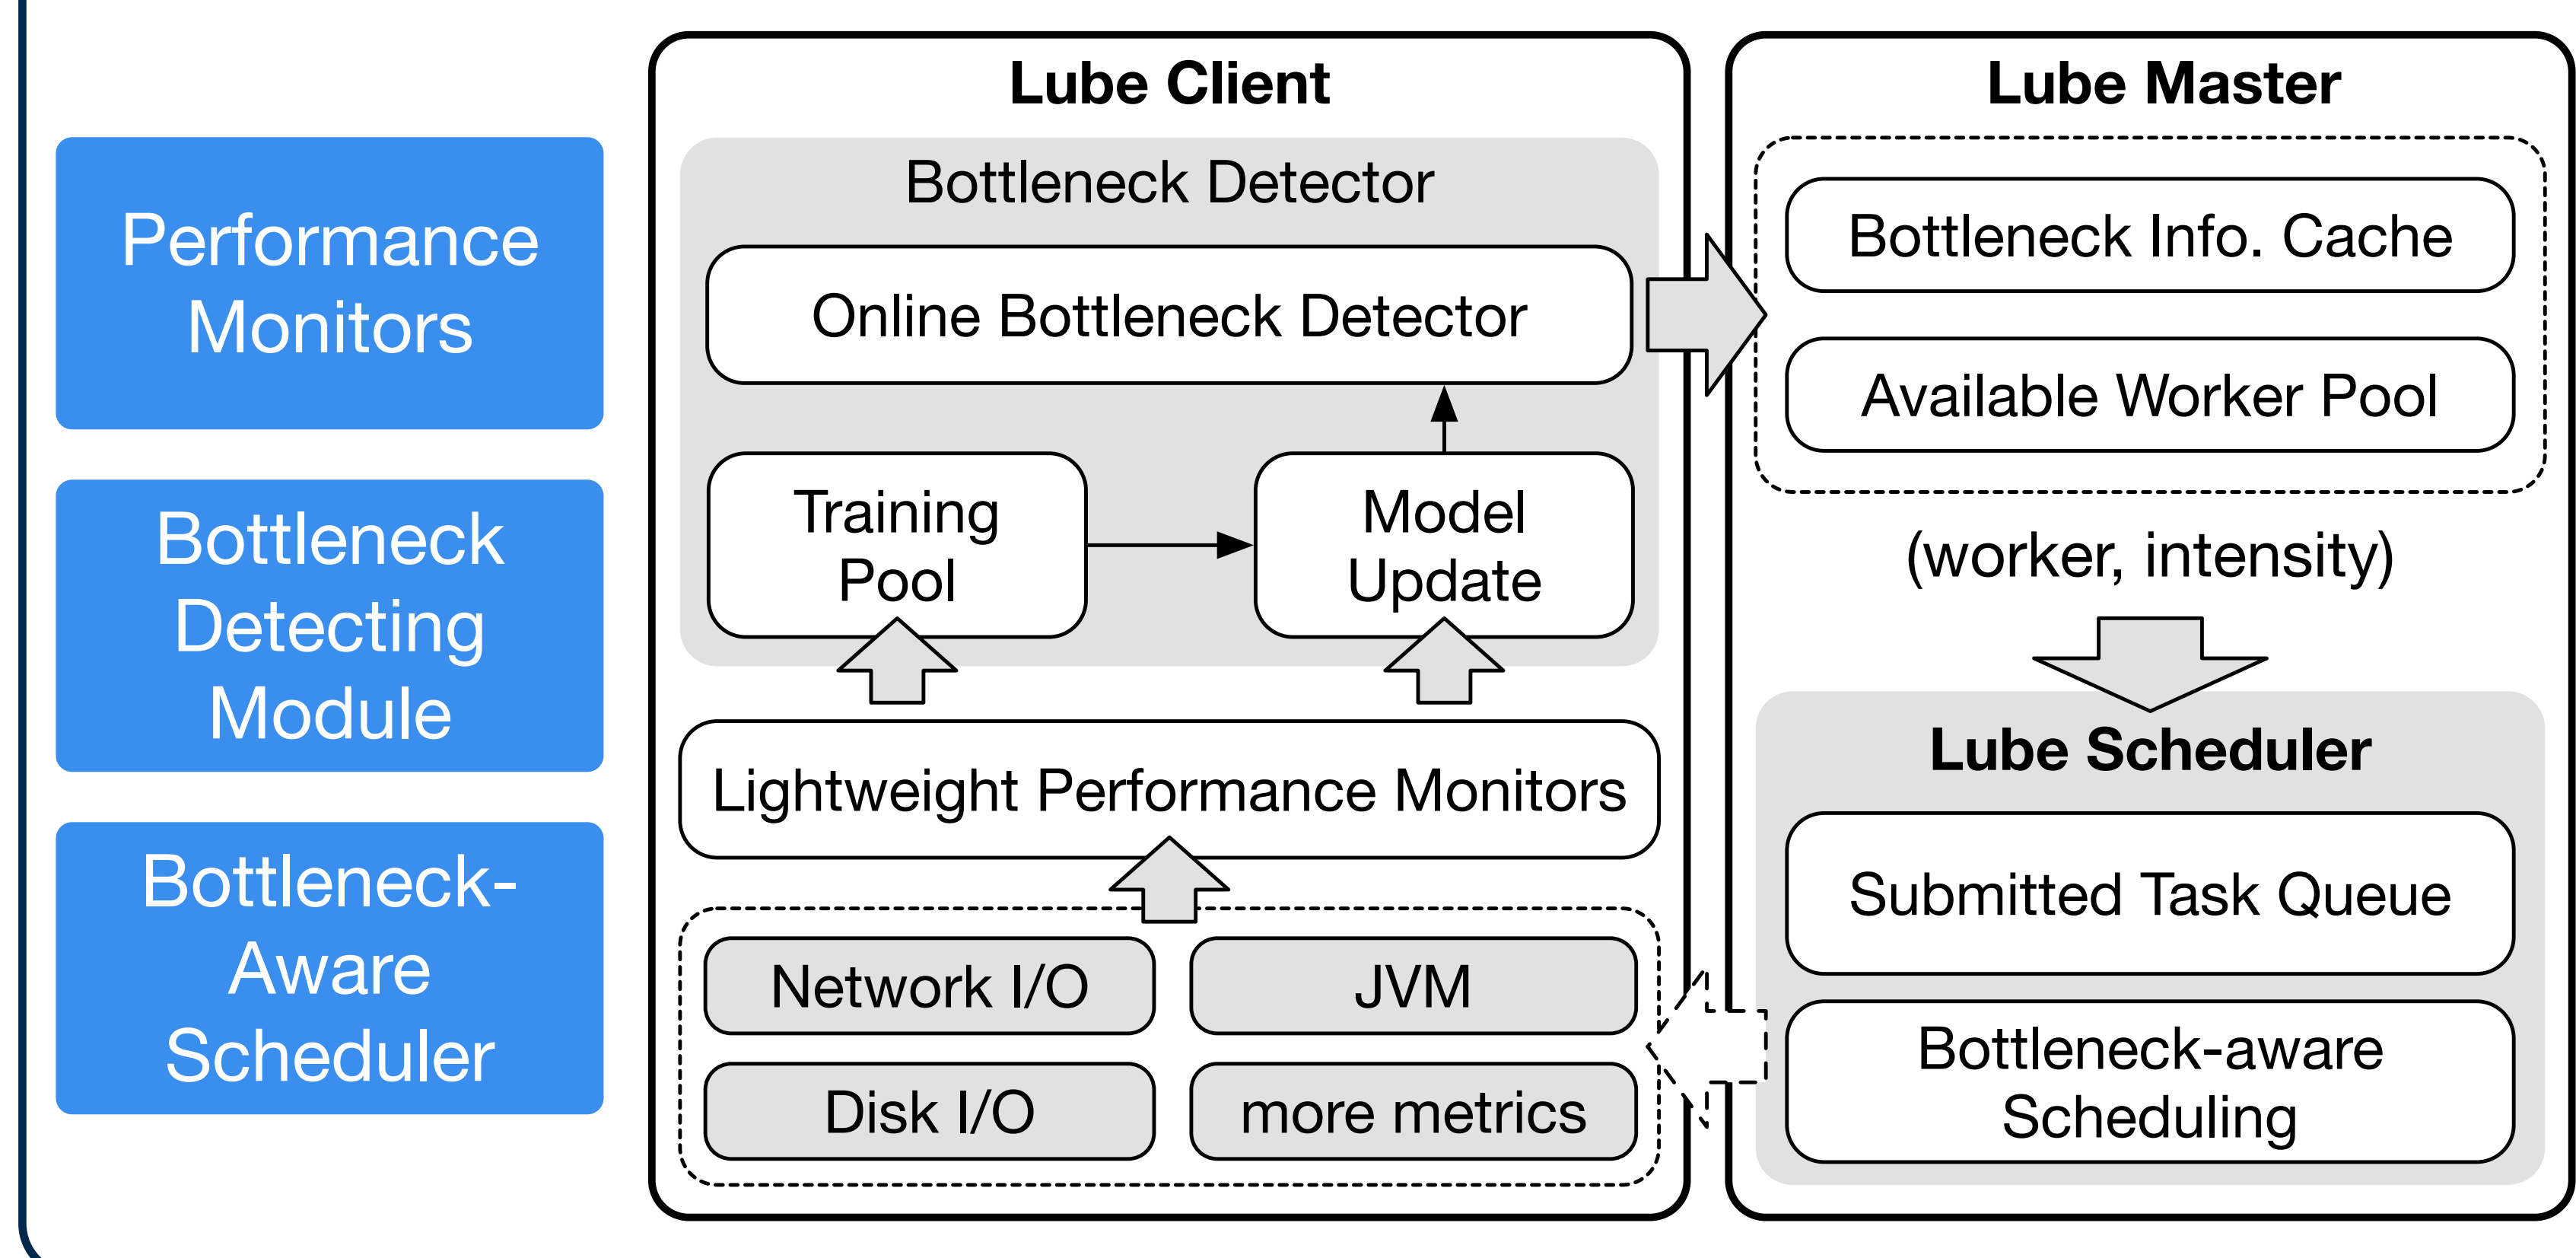 Performance
Monitors
Bottleneck
Detecting
Module
Bottleneck-
Aware
Scheduler
Lube Client
Bottleneck Detector
Online Bottleneck Detector
Training
Pool
Model
Update
Lightweight Performance Monitors
Network I/O
JVM
Disk I/O
more metrics
Lube Master
Bottleneck Info. Cache
Available Worker Pool
(worker, intensity)
Lube Scheduler
Submitted Task Queue
Bottleneck-aware
Scheduling